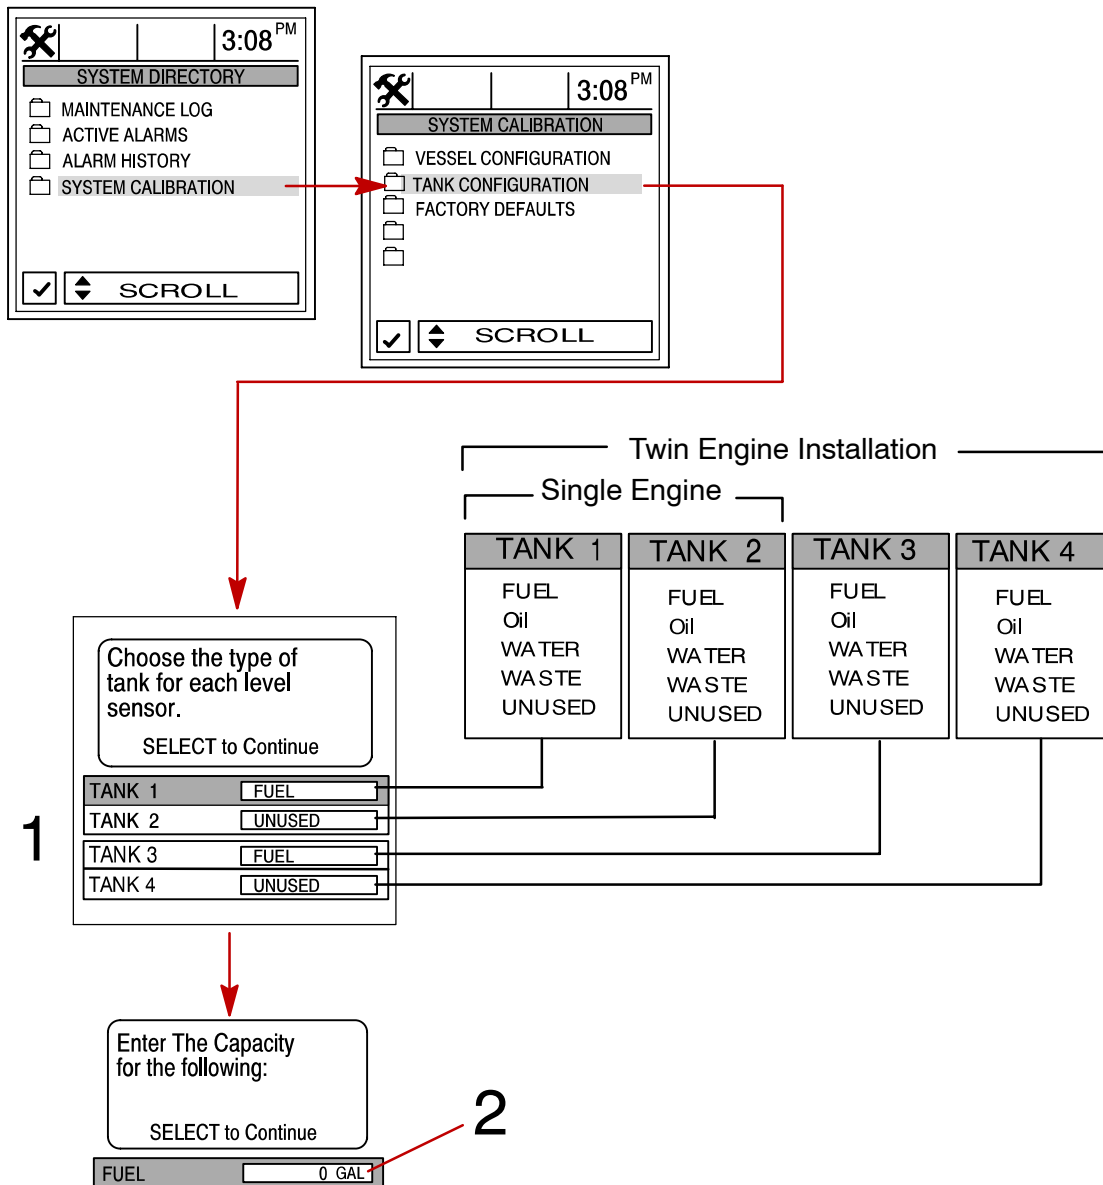 3:08 PM
SYSTEM DIRECTORY
MAINTENANCE LOG
ACTIVE ALARMS
ALARM HISTORY
SYSTEM CALIBRATION
SCROLL
3:08 PM
SYSTEM CALIBRATION
VESSEL CONFIGURATION
TANK CONFIGURATION
FACTORY DEFAULTS
SCROLL
Twin Engine Installation
Single Engine
TANK 1
FUEL
Oil
WATER
WASTE
UNUSED
TANK 2
FUEL
Oil
WATER
WASTE
UNUSED
TANK 3
FUEL
Oil
WATER
WASTE
UNUSED
TANK 4
FUEL
Oil
WATER
WASTE
UNUSED
1
Choose the type of
tank for each level
sensor.
SELECT to Continue
TANK 1 FUEL
TANK 2 UNUSED
TANK 3 FUEL
TANK 4 UNUSED
Enter The Capacity
for the following:
SELECT to Continue
2
FUEL 0 GAL